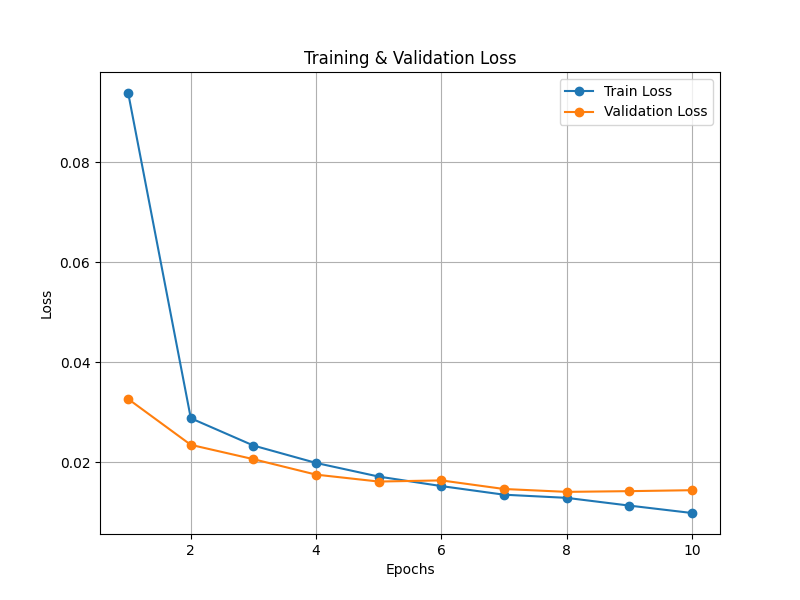 Training & Validation Loss
Train Loss
Validation Loss
0.08
0.06
0.04
0.02
Loss
2 4 6 8 10
Epochs